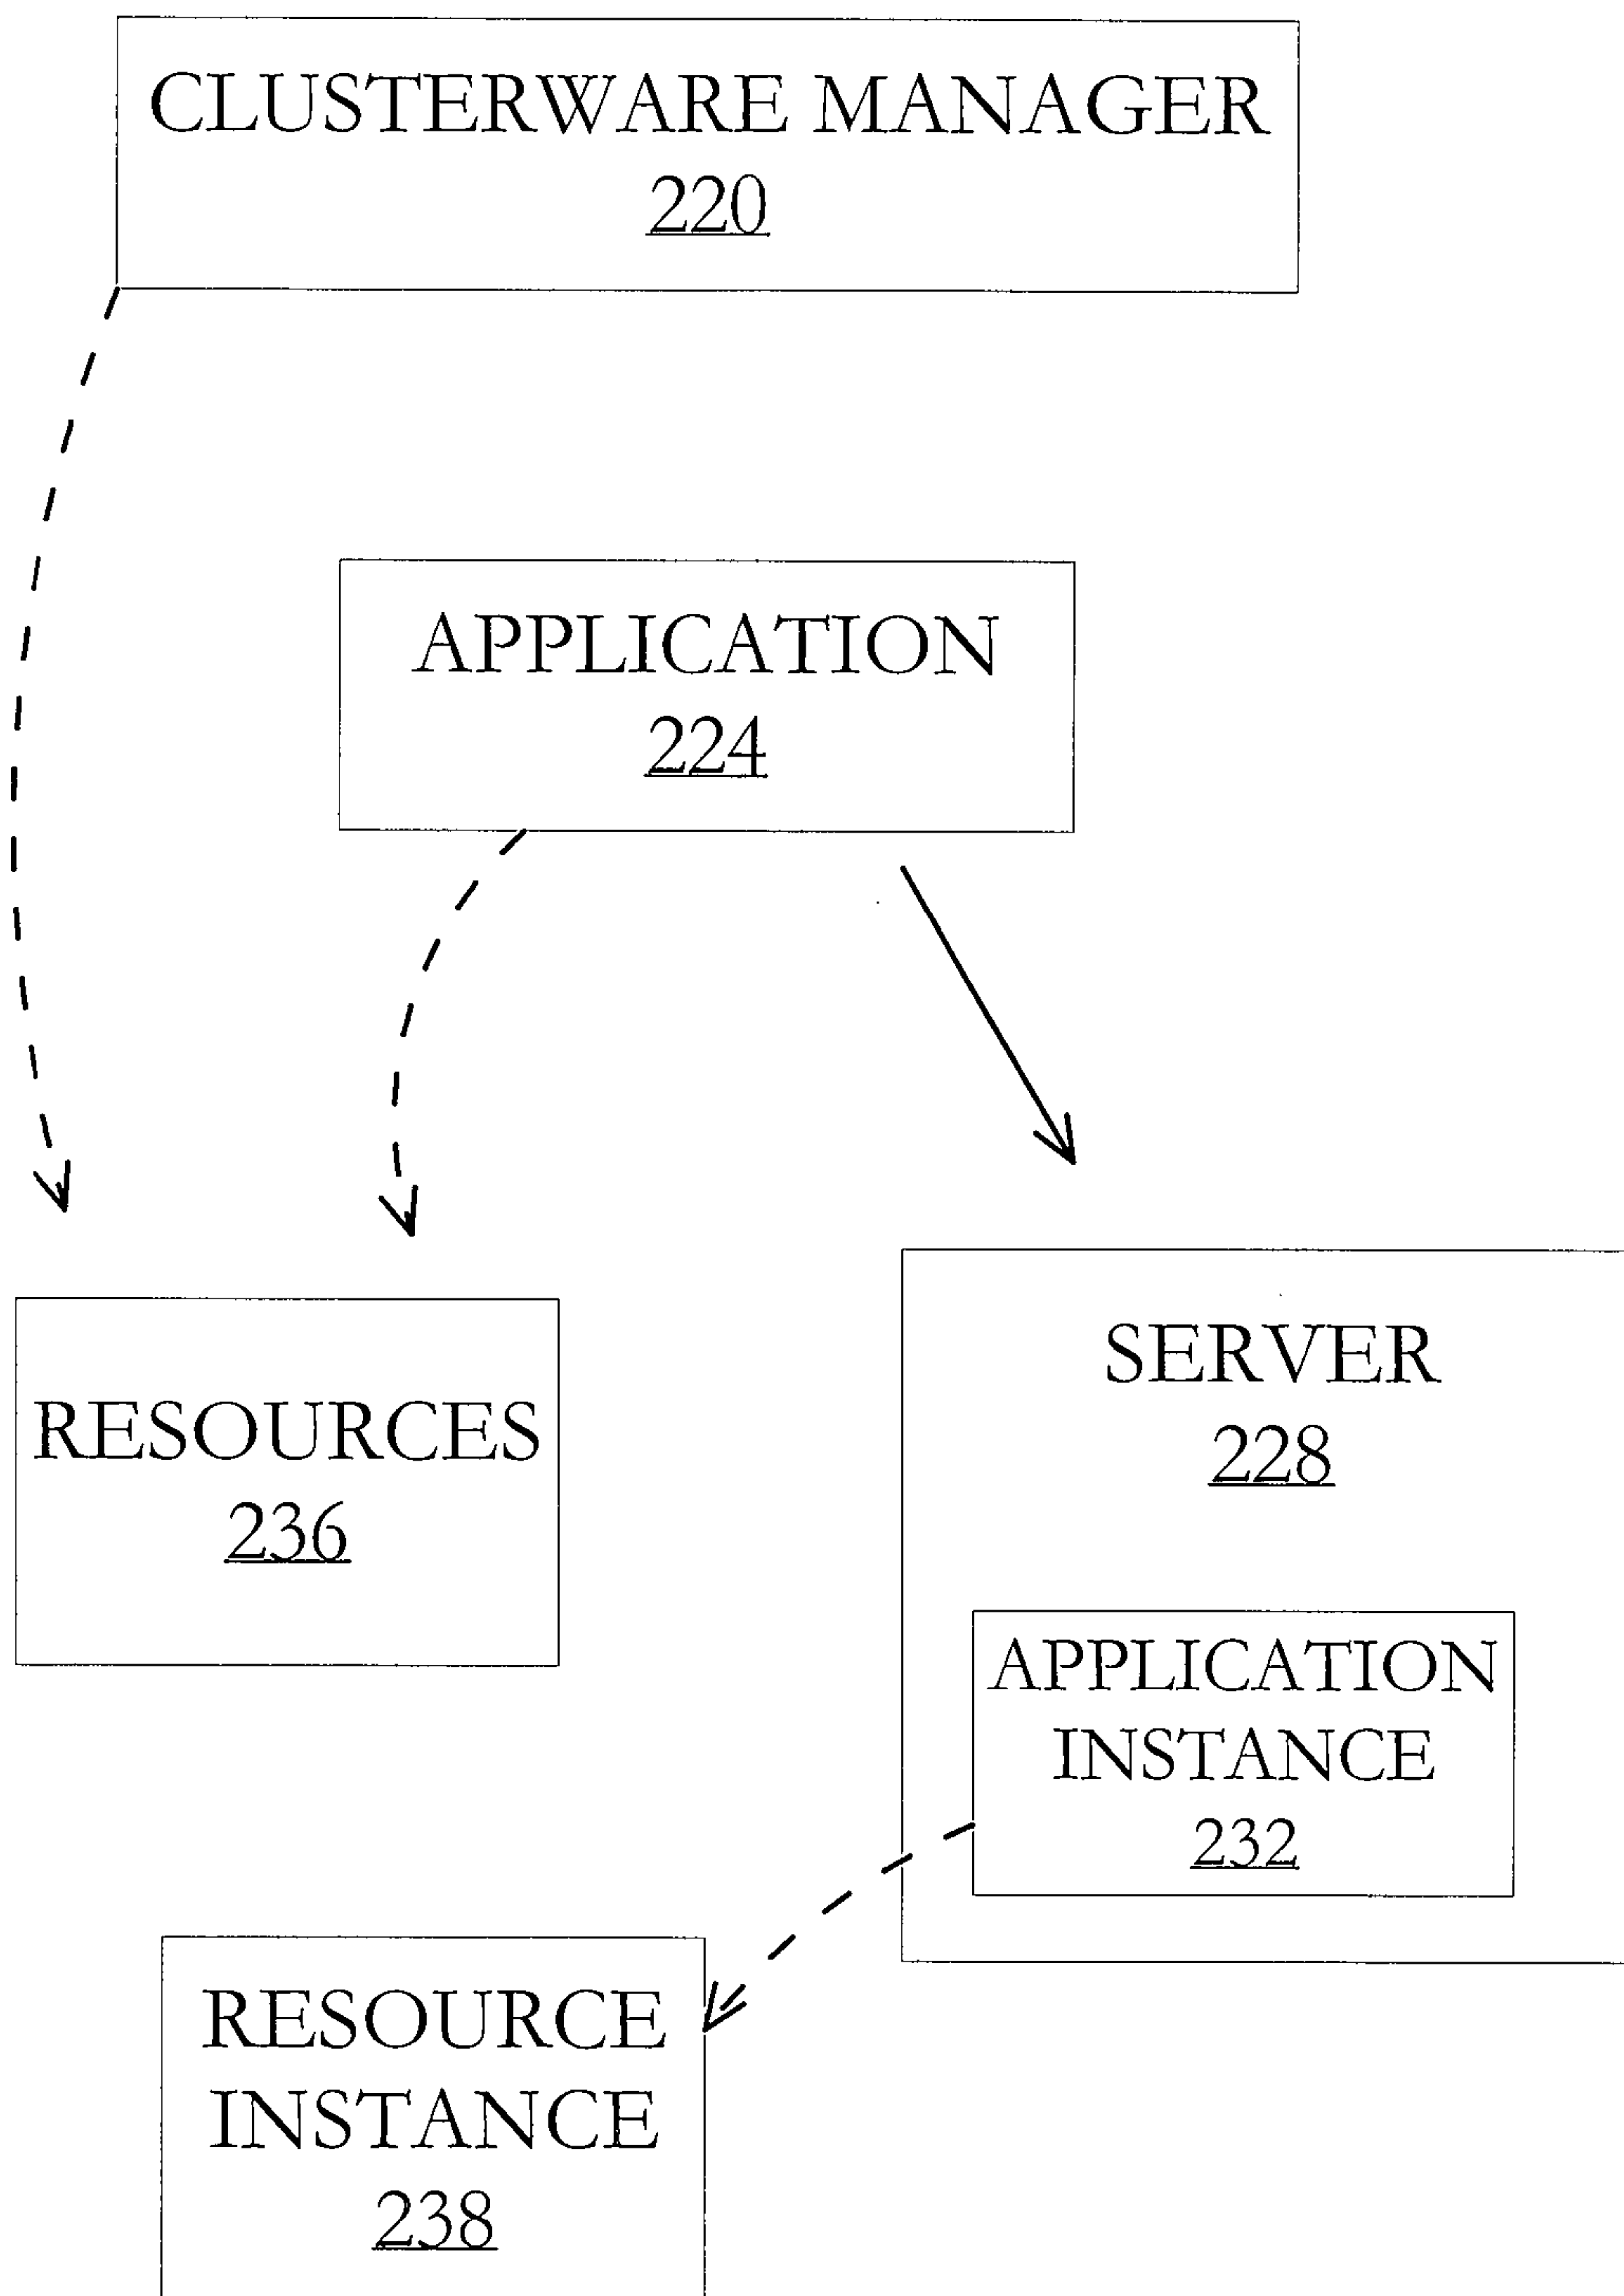 CLUSTERWARE MANAGER
220
APPLICATION
224
RESOURCES
236
SERVER
228
APPLICATION
INSTANCE
232
RESOURCE
INSTANCE
238